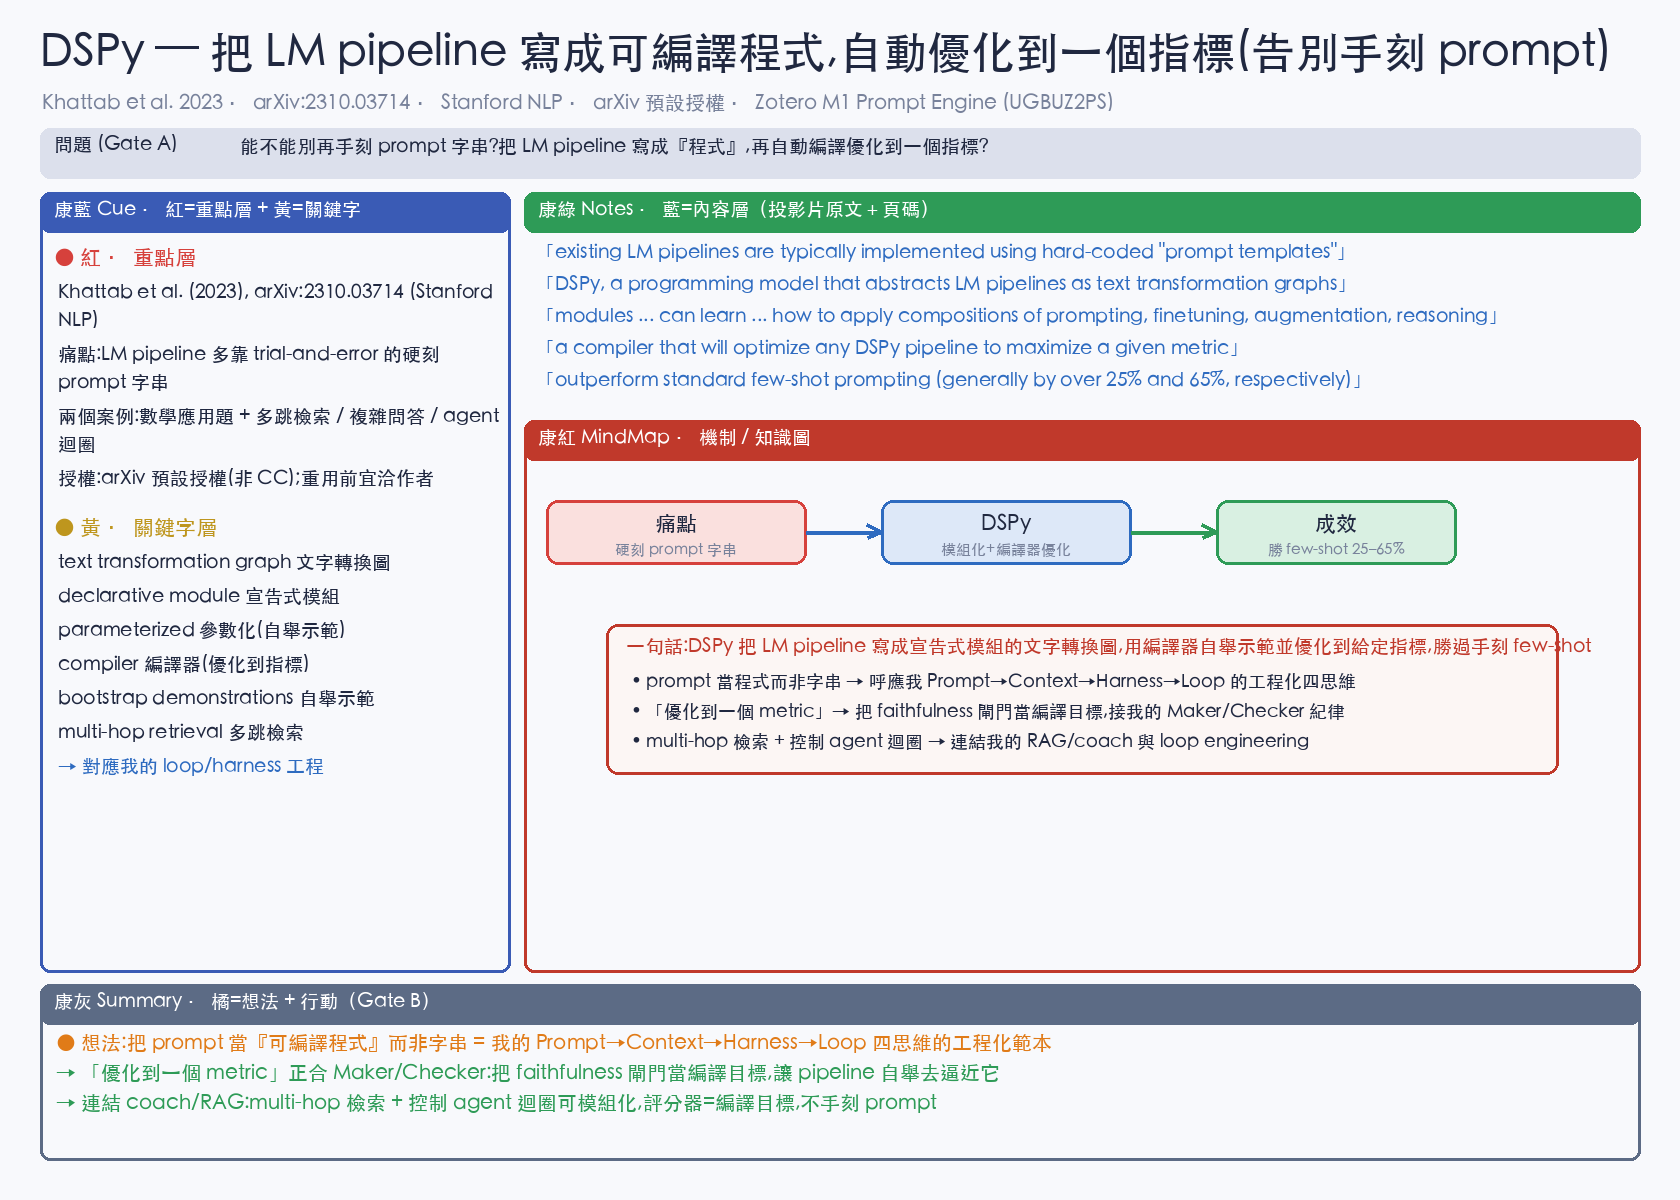 DSPy — 把 LM pipeline 寫成可編譯程式,自動優化到一個指標(告別手刻 prompt)
Khattab et al. 2023 · arXiv:2310.03714 · Stanford NLP · arXiv 預設授權 · Zotero M1 Prompt Engine (UGBUZ2PS)
問題 (Gate A) 能不能別再手刻 prompt 字串?把 LM pipeline 寫成『程式』,再自動編譯優化到一個指標?
康藍 Cue · 紅=重點層 + 黃=關鍵字
● 紅 · 重點層
Khattab et al. (2023), arXiv:2310.03714 (Stanford
NLP)
痛點:LM pipeline 多靠 trial-and-error 的硬刻
prompt 字串
兩個案例:數學應用題 + 多跳檢索 / 複雜問答 / agent
迴圈
授權:arXiv 預設授權(非 CC);重用前宜洽作者
● 黃 · 關鍵字層
text transformation graph 文字轉換圖
declarative module 宣告式模組
parameterized 參數化(自舉示範)
compiler 編譯器(優化到指標)
bootstrap demonstrations 自舉示範
multi-hop retrieval 多跳檢索
→ 對應我的 loop/harness 工程
康綠 Notes · 藍=內容層（投影片原文 + 頁碼）
「existing LM pipelines are typically implemented using hard-coded "prompt templates"」
「DSPy, a programming model that abstracts LM pipelines as text transformation graphs」
「modules ... can learn ... how to apply compositions of prompting, finetuning, augmentation, reasoning」
「a compiler that will optimize any DSPy pipeline to maximize a given metric」
「outperform standard few-shot prompting (generally by over 25% and 65%, respectively)」
康紅 MindMap · 機制 / 知識圖
痛點
硬刻 prompt 字串
DSPy
模組化+編譯器優化
成效
勝 few-shot 25–65%
一句話:DSPy 把 LM pipeline 寫成宣告式模組的文字轉換圖,用編譯器自舉示範並優化到給定指標,勝過手刻 few-shot
• prompt 當程式而非字串 → 呼應我 Prompt→Context→Harness→Loop 的工程化四思維
• 「優化到一個 metric」→ 把 faithfulness 閘門當編譯目標,接我的 Maker/Checker 紀律
• multi-hop 檢索 + 控制 agent 迴圈 → 連結我的 RAG/coach 與 loop engineering
康灰 Summary · 橘=想法 + 行動（Gate B）
● 想法:把 prompt 當『可編譯程式』而非字串 = 我的 Prompt→Context→Harness→Loop 四思維的工程化範本
→ 「優化到一個 metric」正合 Maker/Checker:把 faithfulness 閘門當編譯目標,讓 pipeline 自舉去逼近它
→ 連結 coach/RAG:multi-hop 檢索 + 控制 agent 迴圈可模組化,評分器=編譯目標,不手刻 prompt